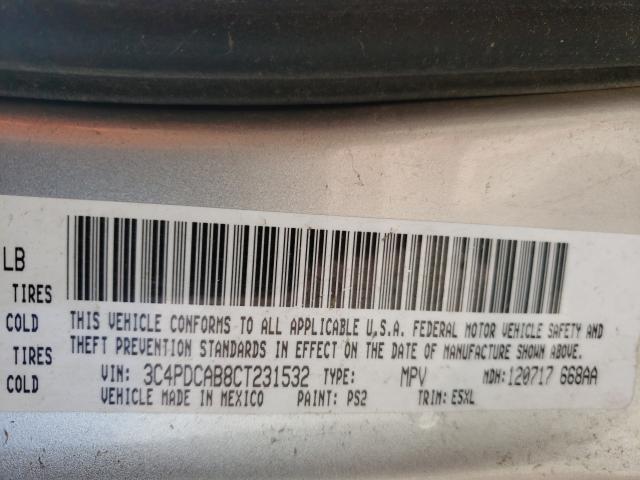 LB
TIRES
COLD THIS VEHICLE CONFORMS TO ALL APPLICABLE U.S.A. FEDERAL MOTOR VEHICLE SAFETY AND
TIRES THEFT PREVENTION STANDARDS IN EFFECT ON THE DATE OF MANUFACTURE SHOWN ABOVE.
COLD VIN: 3C4PDCAB8CT231532 TYPE: MPV MDH: 120717 668AA
VEHICLE MADE IN MEXICO PAINT: PS2 TRIM: E5XL